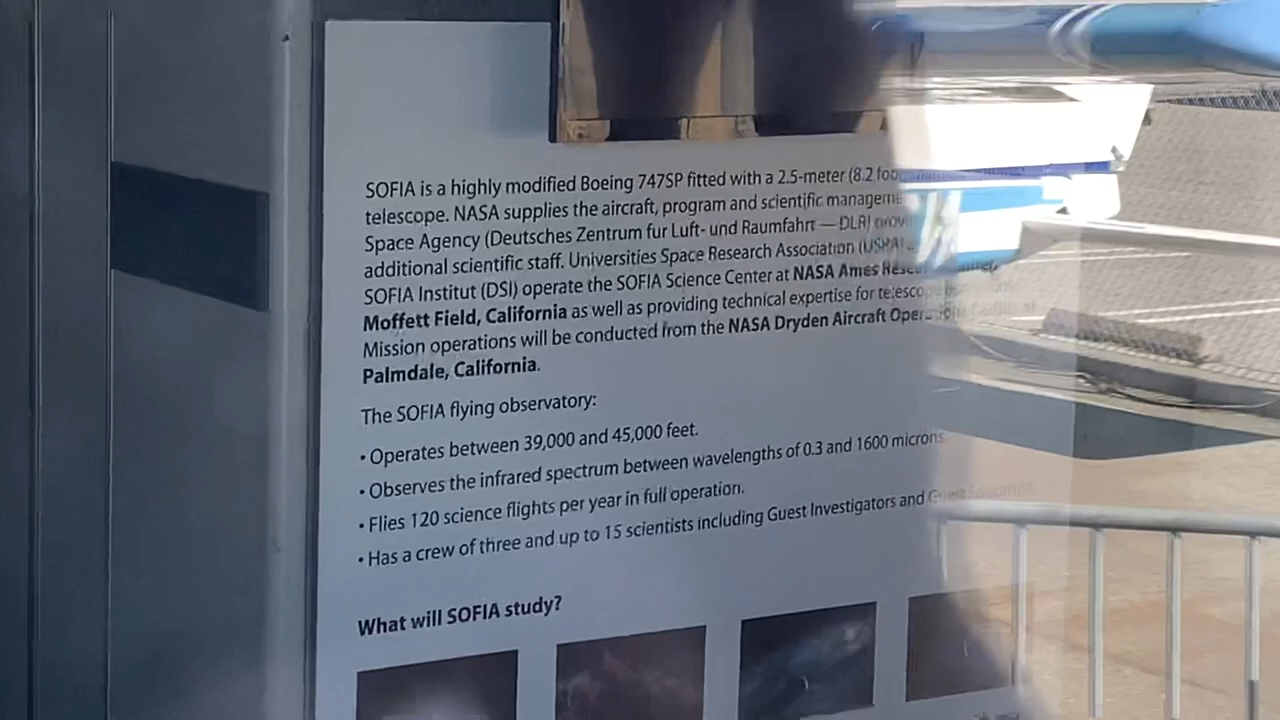 SOFIA is a highly modified Boeing 747SP fitted with a 2.5-meter (8.2
telescope. NASA supplies the aircraft, program and scientific
Space Agency (Deutsches Zentrum fur Luft- und Raumfahrt — DLR)
additional scientific staff. Universities Space Research Association (USRA)
SOFIA Institut (DSI) operate the SOFIA Science Center at NASA Ames
Moffett Field, California as well as providing technical expertise for
Mission operations will be conducted from the NASA Dryden Aircraft
Palmdale, California.
The SOFIA flying observatory:
• Operates between 39,000 and 45,000 feet.
• Observes the infrared spectrum between wavelengths of 0.3 and 1600 microns.
• Flies 120 science flights per year in full operation.
• Has a crew of three and up to 15 scientists including Guest Investigators and
What will SOFIA study?